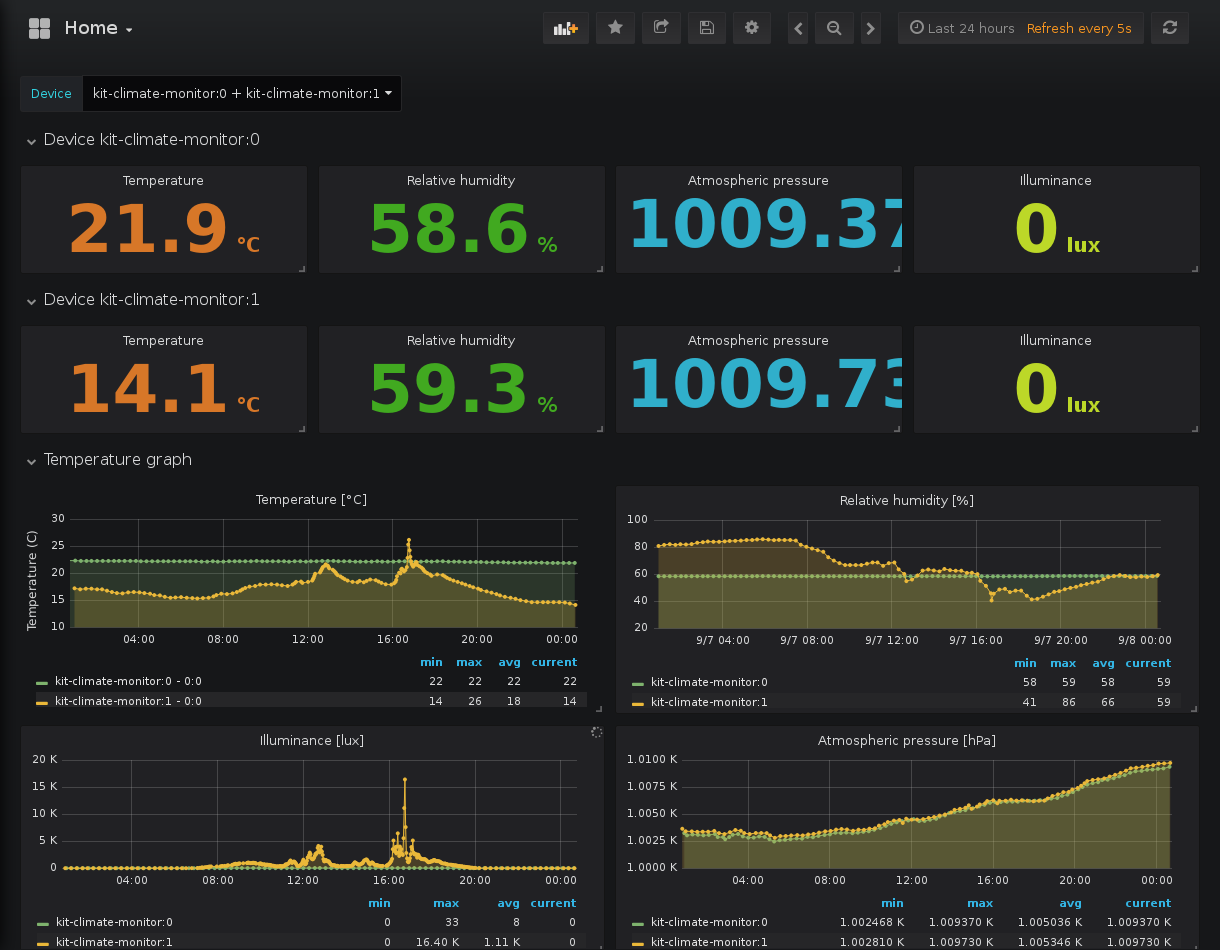 Home
Last 24 hours Refresh every 5s
Device kit-climate-monitor:0 + kit-climate-monitor:1
Device kit-climate-monitor:0
Temperature Relative humidity Atmospheric pressure Illuminance
21.9 °C 58.6 % 1009.37 0 lux
Device kit-climate-monitor:1
Temperature Relative humidity Atmospheric pressure Illuminance
14.1 °C 59.3 % 1009.73 0 lux
Temperature graph
Temperature [°C]
Temperature (C)
30
25
20
15
10
04:00 08:00 12:00 16:00 20:00 00:00
min max avg current
kit-climate-monitor:0 - 0:0 22 22 22 22
kit-climate-monitor:1 - 0:0 14 26 18 14
Relative humidity [%]
100
80
60
40
20
9/7 04:00 9/7 08:00 9/7 12:00 9/7 16:00 9/7 20:00 9/8 00:00
min max avg current
kit-climate-monitor:0 58 59 58 59
kit-climate-monitor:1 41 86 66 59
Illuminance [lux]
20 K
15 K
10 K
5 K
0
04:00 08:00 12:00 16:00 20:00 00:00
min max avg current
kit-climate-monitor:0 0 33 8 0
kit-climate-monitor:1 0 16.40 K 1.11 K 0
Atmospheric pressure [hPa]
1.0100 K
1.0075 K
1.0050 K
1.0025 K
1.0000 K
04:00 08:00 12:00 16:00 20:00 00:00
min max avg current
kit-climate-monitor:0 1.002468 K 1.009370 K 1.005036 K 1.009370 K
kit-climate-monitor:1 1.002810 K 1.009730 K 1.005346 K 1.009730 K